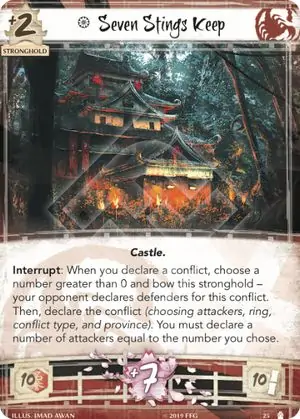 +2
Seven Stings Keep
STRONGHOLD
Castle.
Interrupt: When you declare a conflict, choose a
number greater than 0 and bow this stronghold –
your opponent declares defenders for this conflict.
Then, declare the conflict (choosing attackers, ring,
conflict type, and province). You must declare a
number of attackers equal to the number you chose.
10
+7
10
ILLUS. IMAD AWAN
©2019 FFG
25